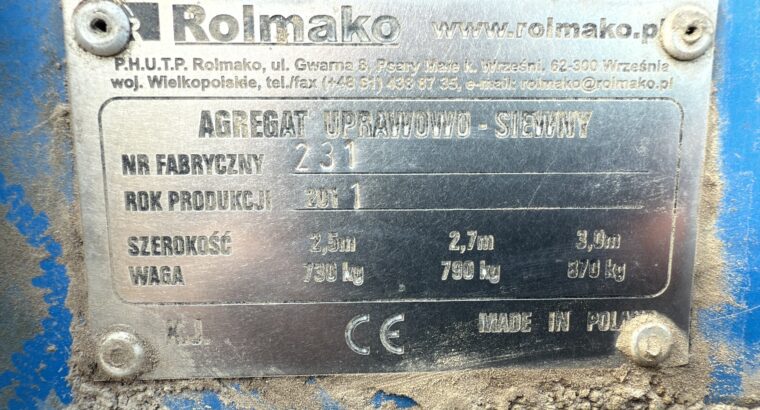 R Rolmako www.rolmako.pl
P.H.U.T.P. Rolmako, ul. Gwarna 8, Psary Małe k. Wrześni, 62-300 Września
woj. Wielkopolskie, tel./fax (+48 61) 438 87 35, e-mail: rolmako@rolmako.pl
AGREGAT UPRAWOWO - SIEWNY
NR FABRYCZNY 231
ROK PRODUKCJI 2011
SZEROKOŚĆ 2,5m 2,7m 3,0m
WAGA 730 kg 790 kg 870 kg
K.J. CE MADE IN POLAND